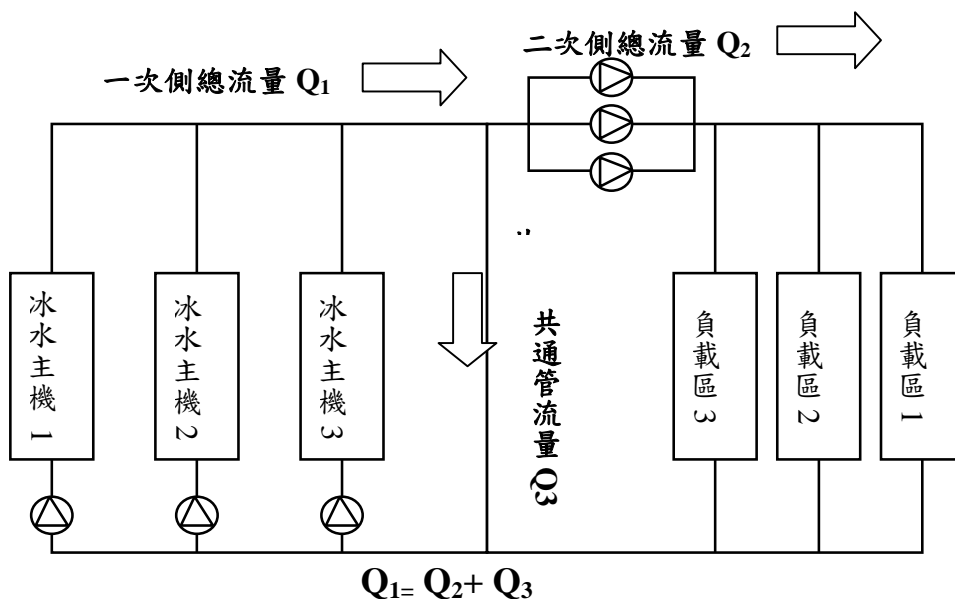 二次側總流量 Q2
一次側總流量 Q1
冰水主機 1
冰水主機 2
冰水主機 3
共通管流量 Q3
負載區 3
負載區 2
負載區 1
Q1= Q2+ Q3